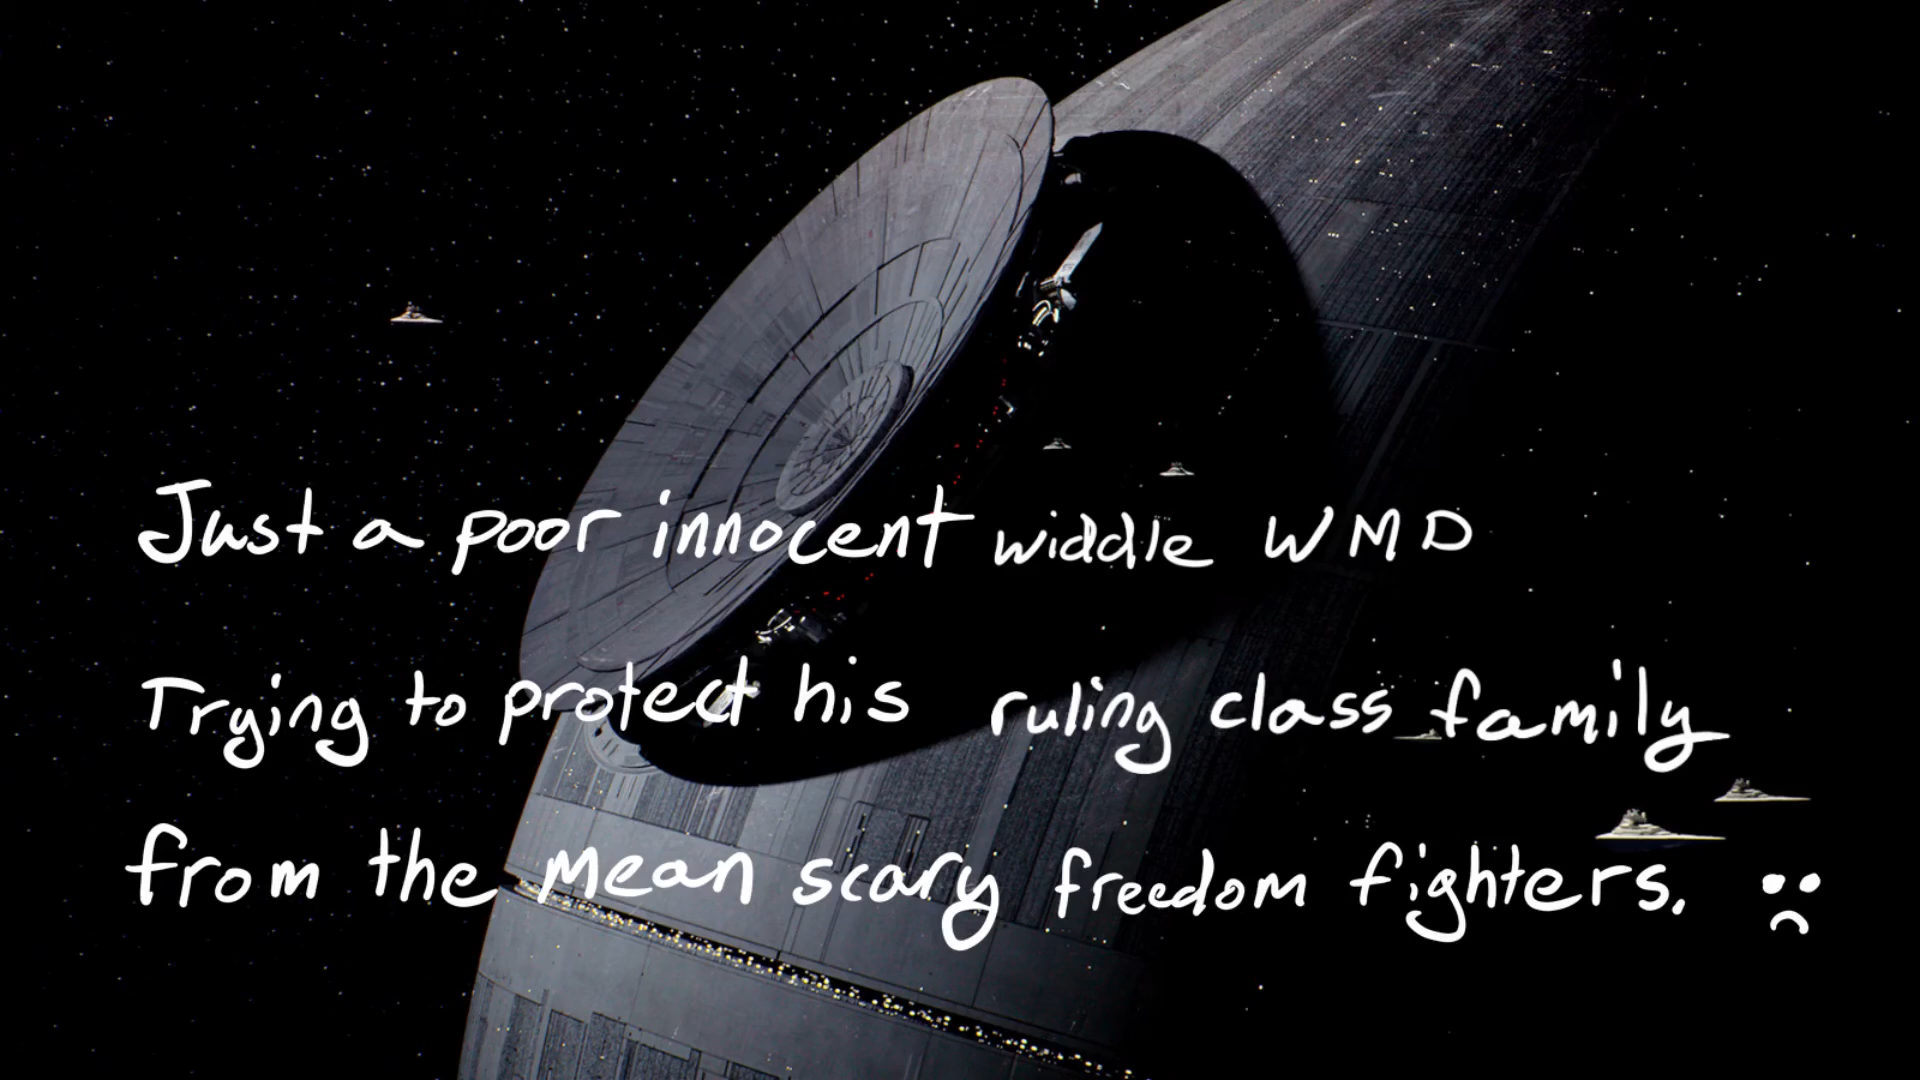 Just a poor innocent widdle WMD
Trying to protect his ruling class family
from the mean scary freedom fighters. :(